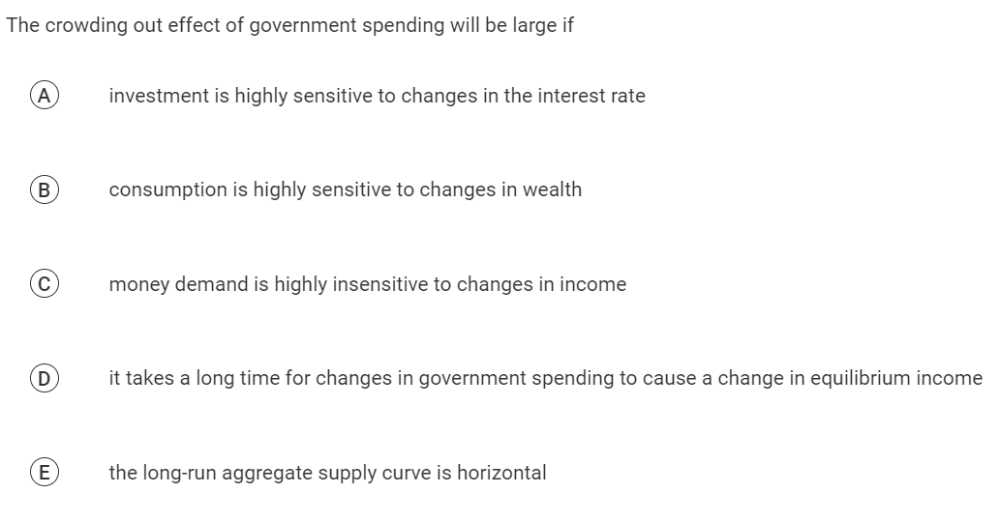 The crowding out effect of government spending will be large if
A investment is highly sensitive to changes in the interest rate
B consumption is highly sensitive to changes in wealth
C money demand is highly insensitive to changes in income
D it takes a long time for changes in government spending to cause a change in equilibrium income
E the long-run aggregate supply curve is horizontal